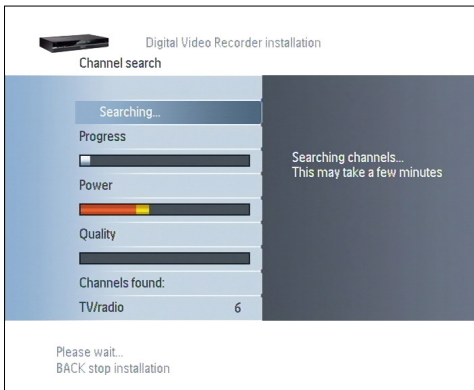 Digital Video Recorder installation
Channel search
Searching...
Progress
Searching channels...
This may take a few minutes
Power
Quality
Channels found:
TV/radio 6
Please wait...
BACK stop installation